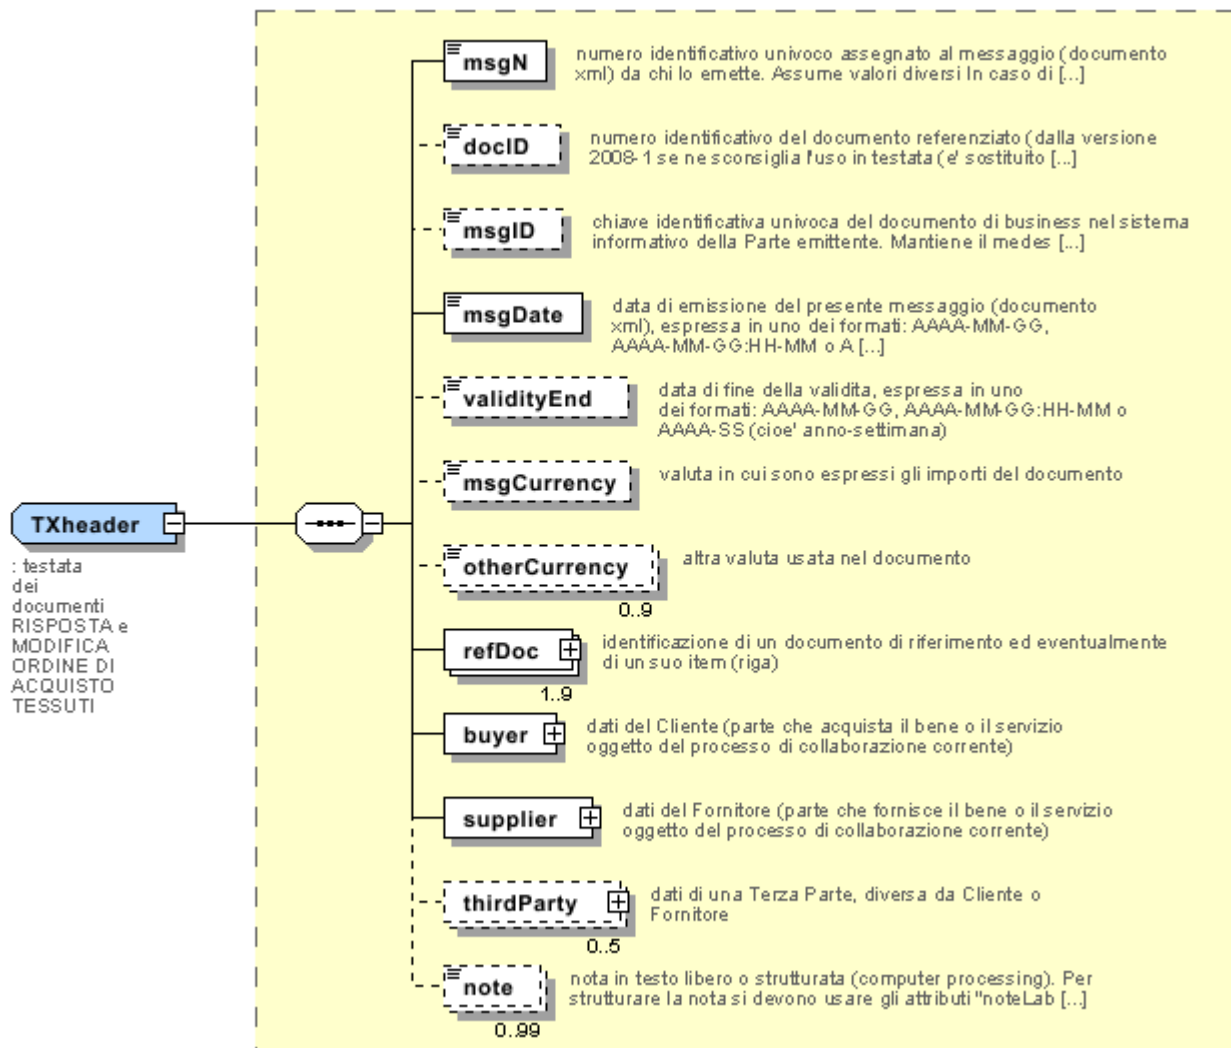 msgN
numero identificativo univoco assegnato al messaggio (documento
xml) da chi lo emette. Assume valori diversi In caso di [...]
docID
numero identificativo del documento referenziato (dalla versione
2008-1 se ne sconsiglia l'uso in testata (e' sostituito [...]
msgID
chiave identificativa univoca del documento di business nel sistema
informativo della Parte emittente. Mantiene il medes [...]
msgDate
data di emissione del presente messaggio (documento
xml), espressa in uno dei formati: AAAA-MM-GG,
AAAA-MM-GG:HH-MM o A [...]
validityEnd
data di fine della validita, espressa in uno
dei formati: AAAA-MM-GG, AAAA-MM-GG:HH-MM o
AAAA-SS (cioe' anno-settimana)
msgCurrency
valuta in cui sono espressi gli importi del documento
TXheader
: testata
dei
documenti
RISPOSTA e
MODIFICA
ORDINE DI
ACQUISTO
TESSUTI
otherCurrency
altra valuta usata nel documento
0..9
refDoc
identificazione di un documento di riferimento ed eventualmente
di un suo item (riga)
1..9
buyer
dati del Cliente (parte che acquista il bene o il servizio
oggetto del processo di collaborazione corrente)
supplier
dati del Fornitore (parte che fornisce il bene o il servizio
oggetto del processo di collaborazione corrente)
thirdParty
dati di una Terza Parte, diversa da Cliente o
Fornitore
0..5
note
nota in testo libero o strutturata (computer processing). Per
strutturare la nota si devono usare gli attributi "noteLab [...]
0..99